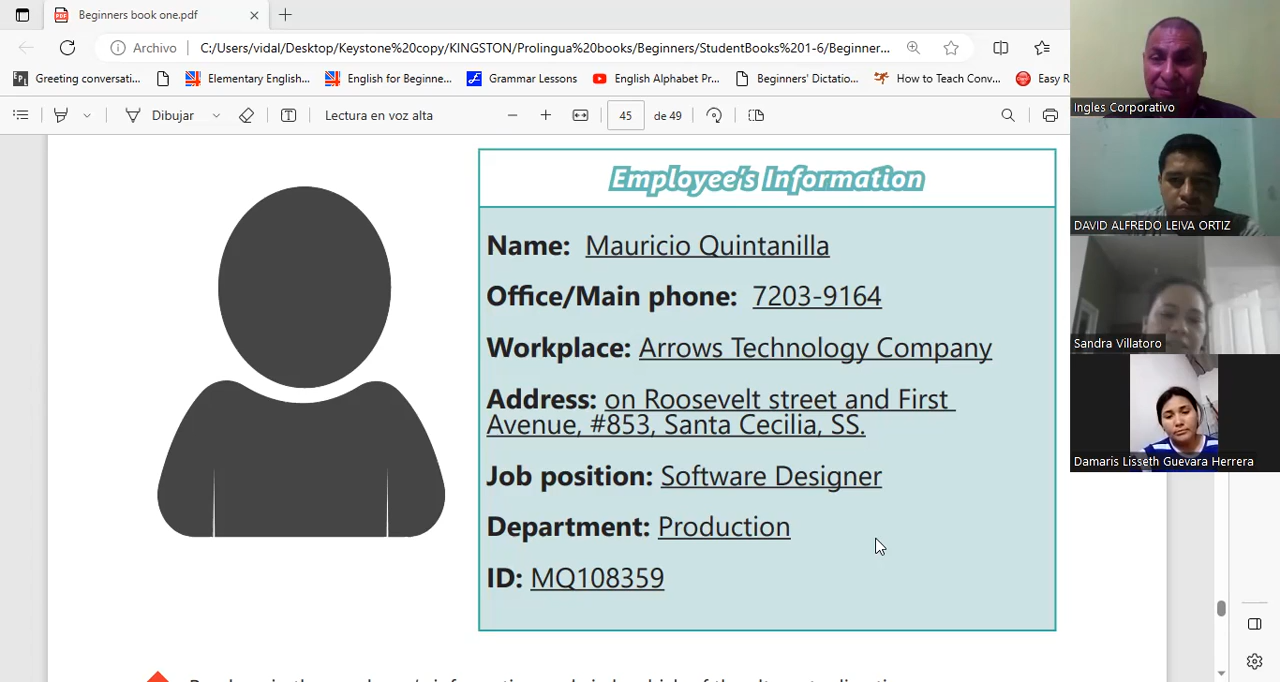 Beginners book one.pdf
Archivo C:/Users/vidal/Desktop/Keystone%20copy/KINGSTON/Prolingua%20books/Beginners/StudentBooks%201-6/Beginner...
Greeting conversati... Elementary English... English for Beginne... Grammar Lessons English Alphabet Pr... Beginners' Dictatio... How to Teach Conv... Easy R
Dibujar Lectura en voz alta 45 de 49
Employee's Information
Name: Mauricio Quintanilla
Office/Main phone: 7203-9164
Workplace: Arrows Technology Company
Address: on Roosevelt street and First
Avenue, #853, Santa Cecilia, SS.
Job position: Software Designer
Department: Production
ID: MQ108359
Ingles Corporativo
DAVID ALFREDO LEIVA ORTIZ
Sandra Villatoro
Damaris Lisseth Guevara Herrera